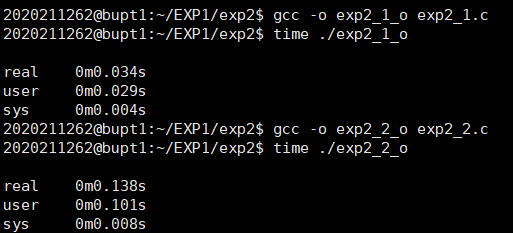 2020211262@bupt1:~/EXP1/exp2$ gcc -o exp2_1_o exp2_1.c
2020211262@bupt1:~/EXP1/exp2$ time ./exp2_1_o
real 0m0.034s
user 0m0.029s
sys 0m0.004s
2020211262@bupt1:~/EXP1/exp2$ gcc -o exp2_2_o exp2_2.c
2020211262@bupt1:~/EXP1/exp2$ time ./exp2_2_o
real 0m0.138s
user 0m0.101s
sys 0m0.008s